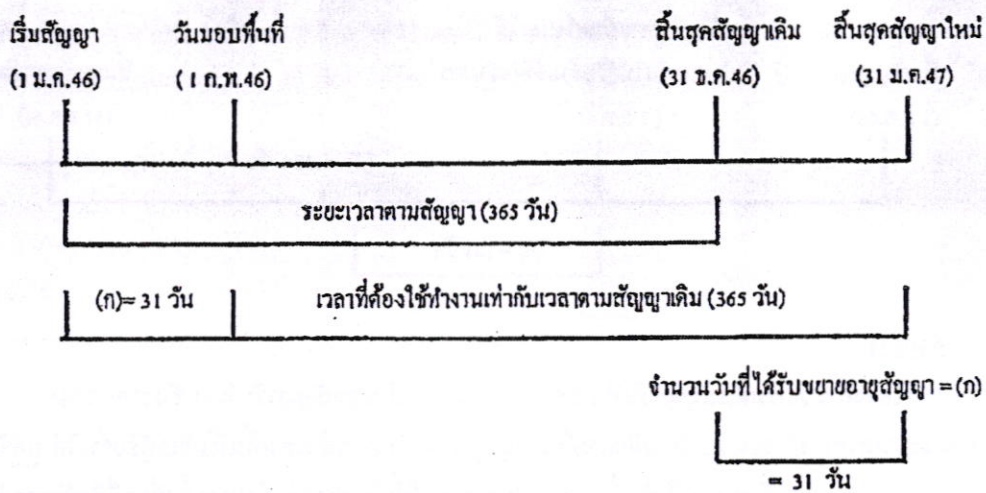 เริ่มสัญญา วันมอบพื้นที่ สิ้นสุดสัญญาเดิม สิ้นสุดสัญญาใหม่
(1 ม.ค.46) ( 1 ก.พ.46) (31 ธ.ค.46) (31 ม.ค.47)
ระยะเวลาตามสัญญา (365 วัน)
(ก)= 31 วัน เวลาที่ต้องใช้ทำงานเท่ากับเวลาตามสัญญาเดิม (365 วัน)
จำนวนวันที่ได้รับขยายอายุสัญญา = (ก)
= 31 วัน